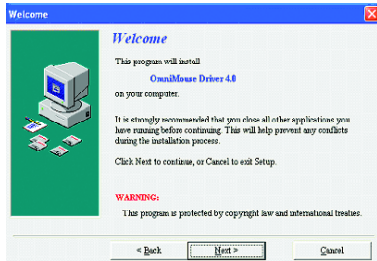 Welcome
Welcome
This program will install
OmniMouse Driver 4.0
on your computer.
It is strongly recommended that you close all other applications you
have running before continuing. This will help prevent any conflicts
during the installation process.
Click Next to continue, or Cancel to exit Setup.
WARNING:
This program is protected by copyright law and international treaties.
< Back
Next >
Cancel